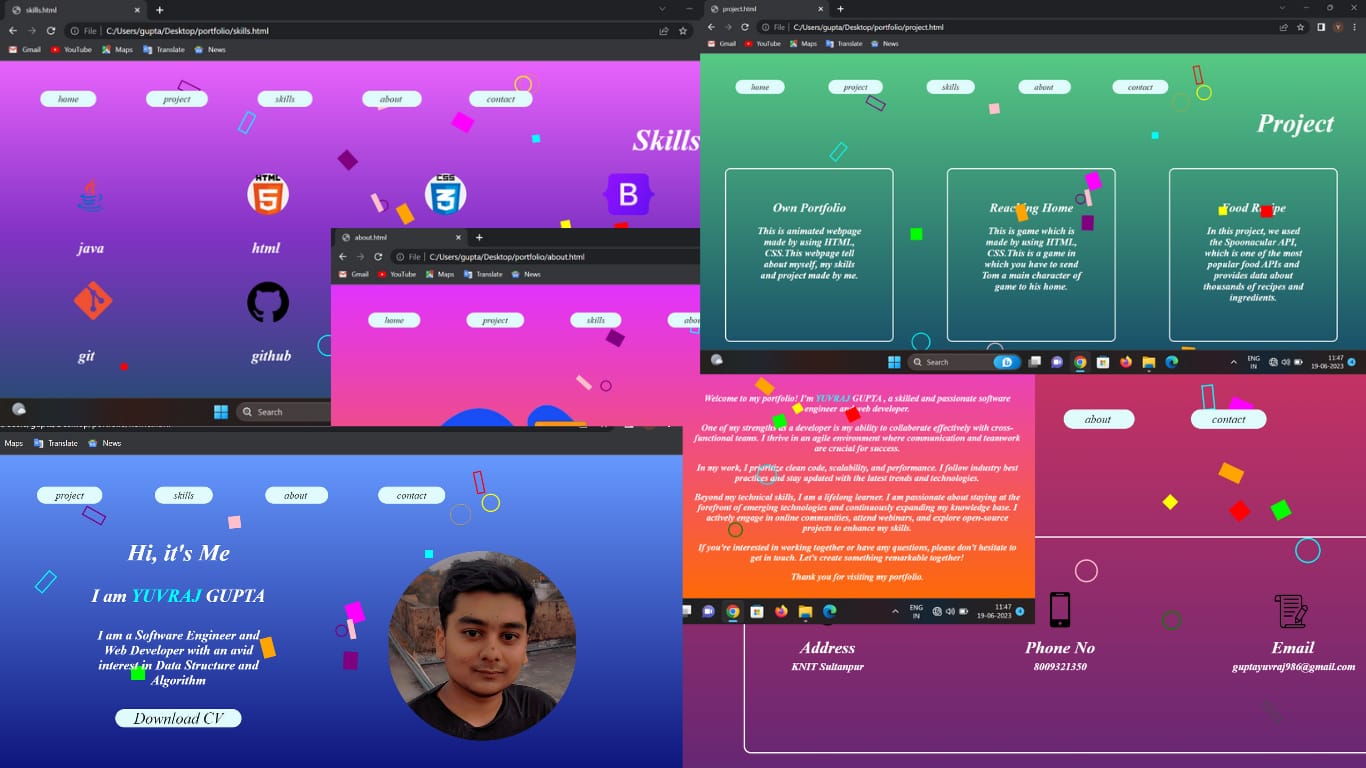 skills.html
File | C:/Users/gupta/Desktop/portfolio/skills.html
Gmail YouTube Maps Translate News
home project skills about contact
Skills
HTML
5
CSS
3
B
java html
git github
Search
project.html
File | C:/Users/gupta/Desktop/portfolio/project.html
Gmail YouTube Maps Translate News
home project skills about contact
Project
Own Portfolio
This is animated webpage
made by using HTML,
CSS.This webpage tell
about myself, my skills
and project made by me.
Reaching Home
This is game which is
made by using HTML,
CSS.This is a game in
which you have to send
Tom a main character of
game to his home.
Food Recipe
In this project, we used
the Spoonacular API,
which is one of the most
popular food APIs and
provides data about
thousands of recipes and
ingredients.
Search
ENG
IN
11:47
19-06-2023
about.html
File | C:/Users/gupta/Desktop/portfolio/about.html
Gmail YouTube Maps Translate News
home project skills
Maps Translate News
project skills about contact
Hi, it's Me
I am YUVRAJ GUPTA
I am a Software Engineer and
Web Developer with an avid
interest in Data Structure and
Algorithm
Download CV
Welcome to my portfolio! I'm YUVRAJ GUPTA , a skilled and passionate software
engineer and web developer.
One of my strengths as a developer is my ability to collaborate effectively with cross-
functional teams. I thrive in an agile environment where communication and teamwork
are crucial for success.
In my work, I prioritize clean code, scalability, and performance. I follow industry best
practices and stay updated with the latest trends and technologies.
Beyond my technical skills, I am a lifelong learner. I am passionate about staying at the
forefront of emerging technologies and continuously expanding my knowledge base. I
actively engage in online communities, attend webinars, and explore open-source
projects to enhance my skills.
If you're interested in working together or have any questions, please don't hesitate to
get in touch. Let's create something remarkable together!
Thank you for visiting my portfolio.
ENG
IN
11:47
19-06-2023
about contact
Address Phone No Email
KNIT Sultanpur 8009321350 guptayuvraj986@gmail.com